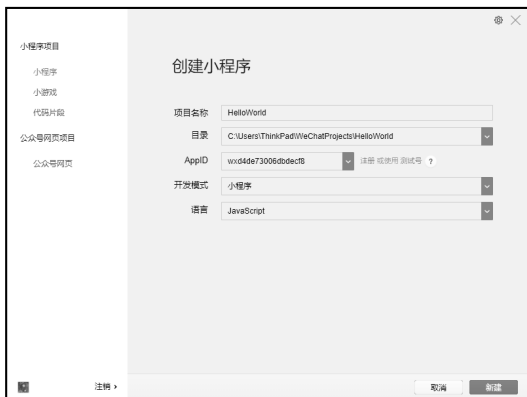 小程序项目
小程序
小游戏
代码片段
公众号网页项目
公众号网页
注销 ›
创建小程序
项目名称 HelloWorld
目录 C:\Users\ThinkPad\WeChatProjects\HelloWorld
AppID wxd4de73006dbdecf8 注册 或使用 测试号 ?
开发模式 小程序
语言 JavaScript
取消 新建